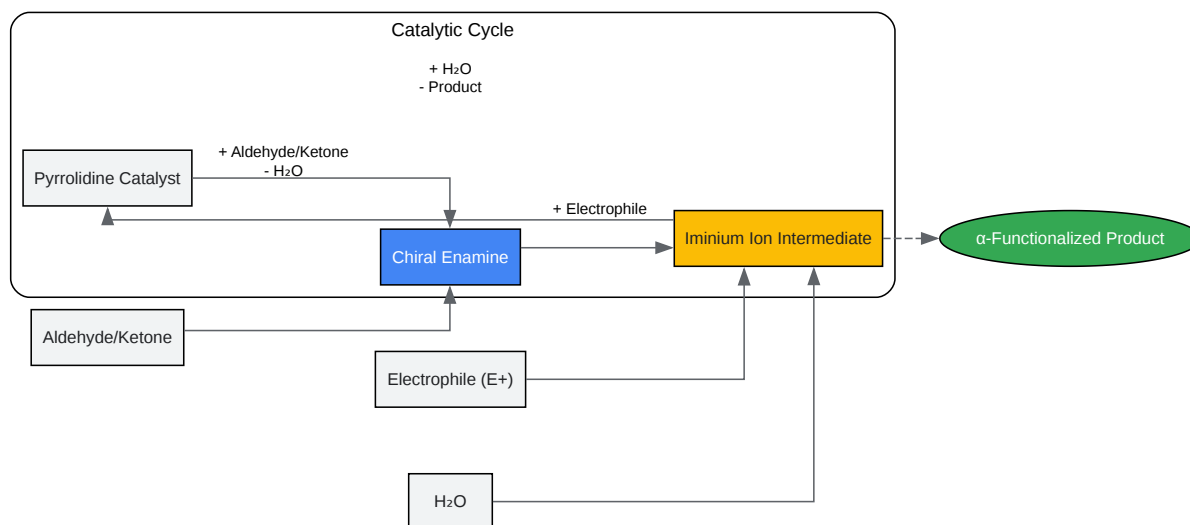 Catalytic Cycle
+ H₂O
- Product
+ Aldehyde/Ketone
- H₂O
Pyrrolidine Catalyst
+ Electrophile
Chiral Enamine
Iminium Ion Intermediate
α-Functionalized Product
Aldehyde/Ketone
Electrophile (E+)
H₂O